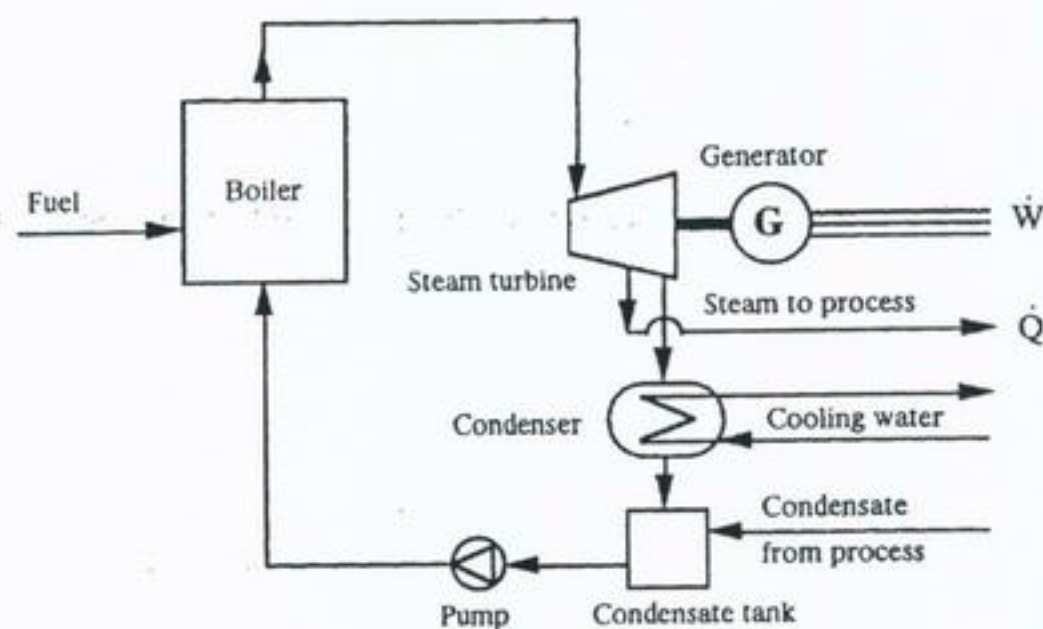 Generator
Fuel
Boiler
G
Ẇ
Steam turbine
Steam to process
Q̇
Condenser
Cooling water
Condensate
from process
Pump
Condensate tank